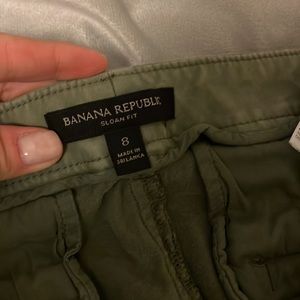 BANANA REPUBLIC
SLOAN FIT
8
MADE IN
SRI LANKA